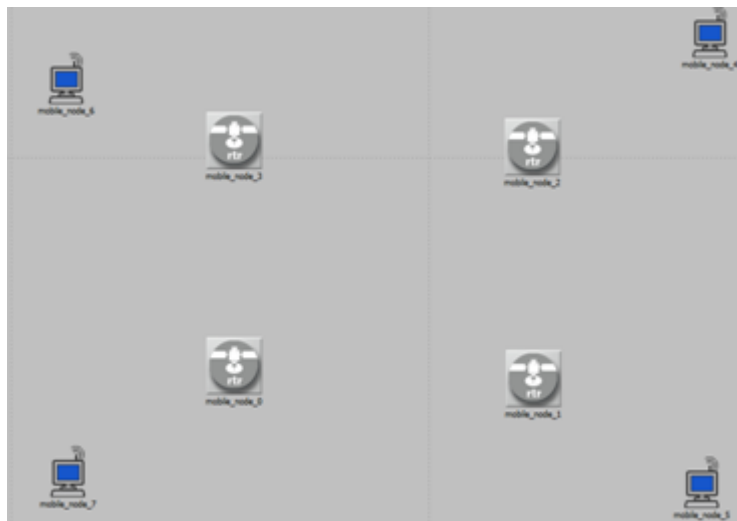 mobile_node_4
mobile_node_6
rtr
mobile_node_3
rtr
mobile_node_2
rtr
mobile_node_0
rtr
mobile_node_1
mobile_node_7
mobile_node_5